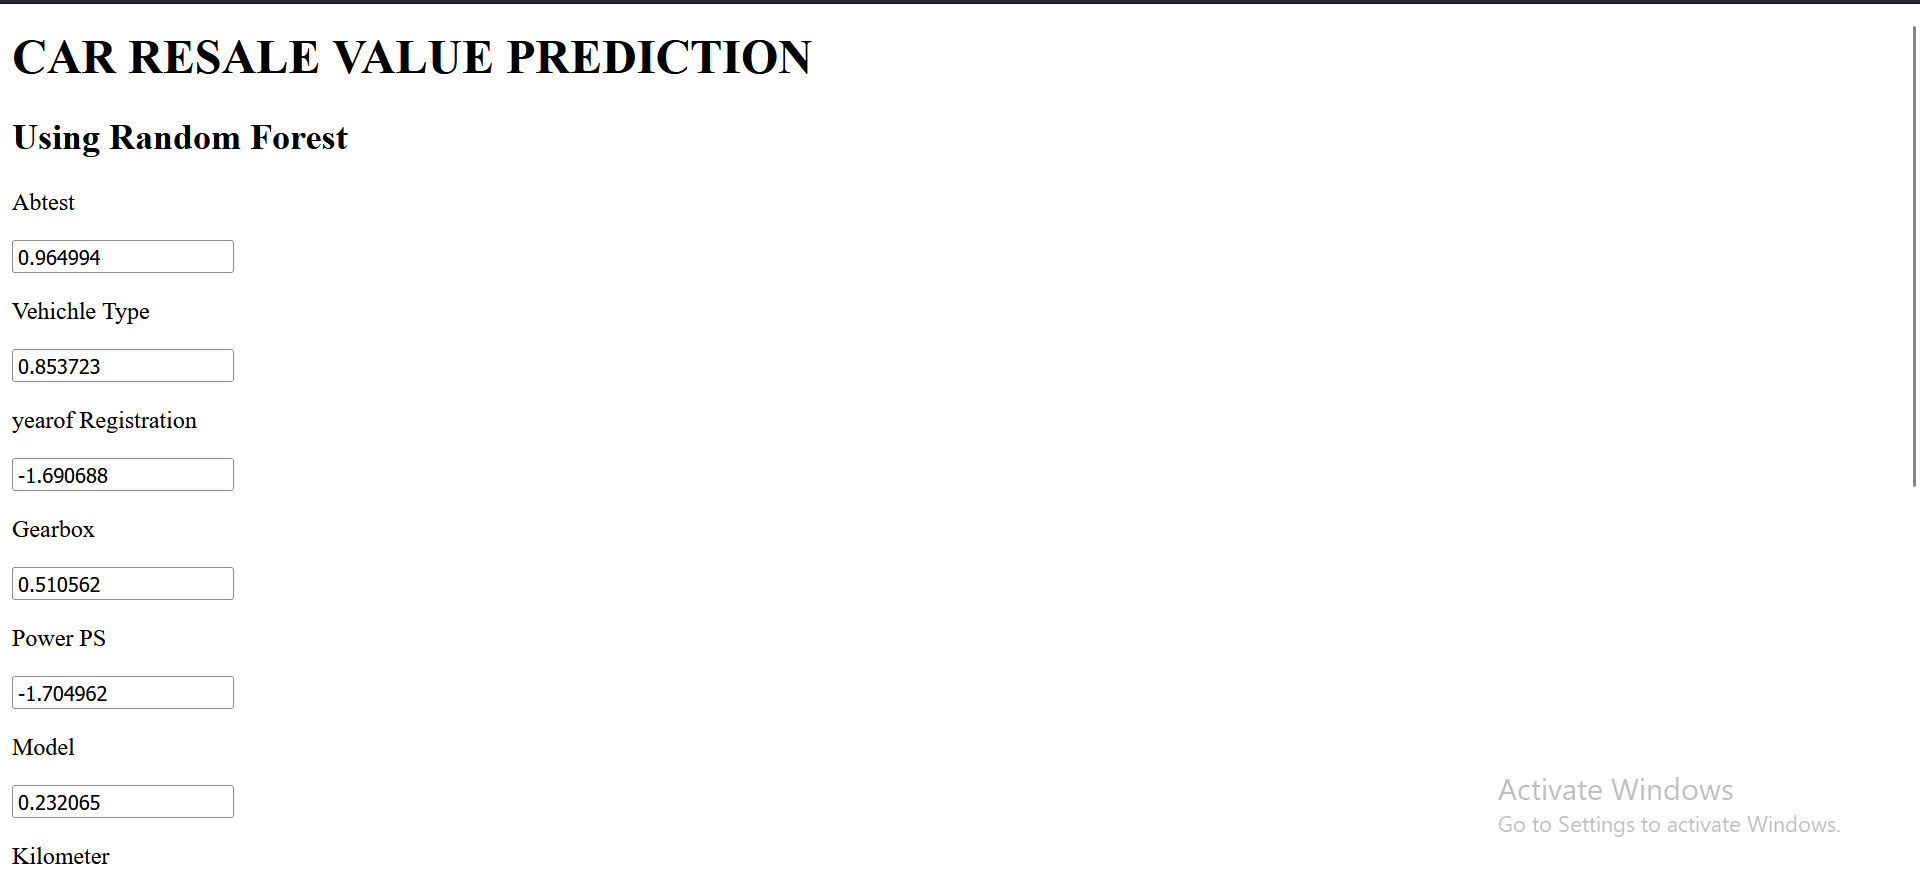 CAR RESALE VALUE PREDICTION
Using Random Forest
Abtest
0.964994
Vehichle Type
0.853723
yearof Registration
-1.690688
Gearbox
0.510562
Power PS
-1.704962
Model
0.232065
Kilometer
Activate Windows
Go to Settings to activate Windows.